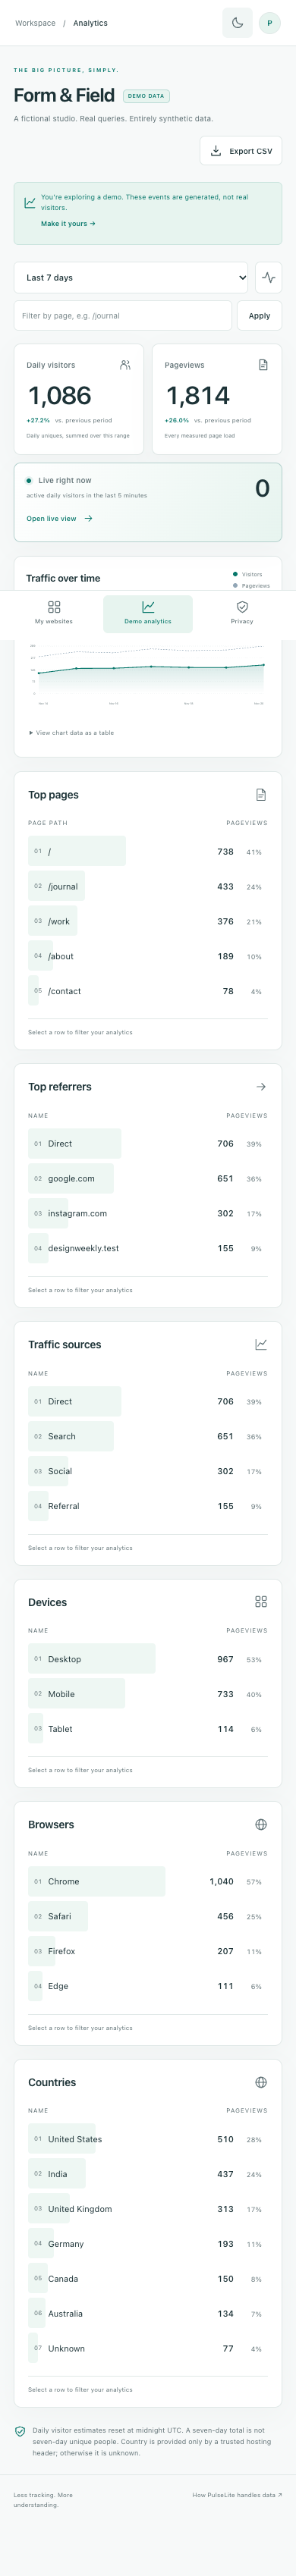 Workspace / Analytics
P
THE BIG PICTURE, SIMPLY.
Form & Field DEMO DATA
A fictional studio. Real queries. Entirely synthetic data.
Export CSV
You're exploring a demo. These events are generated, not real
visitors.
Make it yours →
Last 7 days
Filter by page, e.g. /journal
Apply
Daily visitors
1,086
+27.2% vs. previous period
Daily uniques, summed over this range
Pageviews
1,814
+26.0% vs. previous period
Every measured page load
Live right now
0
active daily visitors in the last 5 minutes
Open live view →
Traffic over time
Visitors
Pageviews
My websites
Demo analytics
Privacy
View chart data as a table
Top pages
PAGE PATH PAGEVIEWS
01 / 738 41%
02 /journal 433 24%
03 /work 376 21%
04 /about 189 10%
05 /contact 78 4%
Select a row to filter your analytics
Top referrers
NAME PAGEVIEWS
01 Direct 706 39%
02 google.com 651 36%
03 instagram.com 302 17%
04 designweekly.test 155 9%
Select a row to filter your analytics
Traffic sources
NAME PAGEVIEWS
01 Direct 706 39%
02 Search 651 36%
03 Social 302 17%
04 Referral 155 9%
Select a row to filter your analytics
Devices
NAME PAGEVIEWS
01 Desktop 967 53%
02 Mobile 733 40%
03 Tablet 114 6%
Select a row to filter your analytics
Browsers
NAME PAGEVIEWS
01 Chrome 1,040 57%
02 Safari 456 25%
03 Firefox 207 11%
04 Edge 111 6%
Select a row to filter your analytics
Countries
NAME PAGEVIEWS
01 United States 510 28%
02 India 437 24%
03 United Kingdom 313 17%
04 Germany 193 11%
05 Canada 150 8%
06 Australia 134 7%
07 Unknown 77 4%
Select a row to filter your analytics
Daily visitor estimates reset at midnight UTC. A seven-day total is not
seven-day unique people. Country is provided only by a trusted hosting
header; otherwise it is unknown.
Less tracking. More
understanding.
How PulseLite handles data ↗